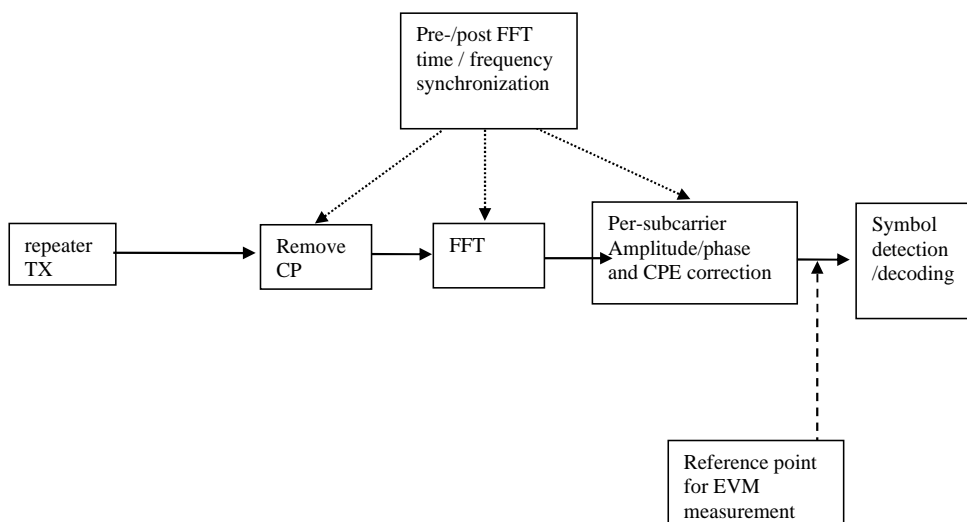 Pre-/post FFT
time / frequency
synchronization
repeater
TX
Remove
CP
FFT
Per-subcarrier
Amplitude/phase
and CPE correction
Symbol
detection
/decoding
Reference point
for EVM
measurement